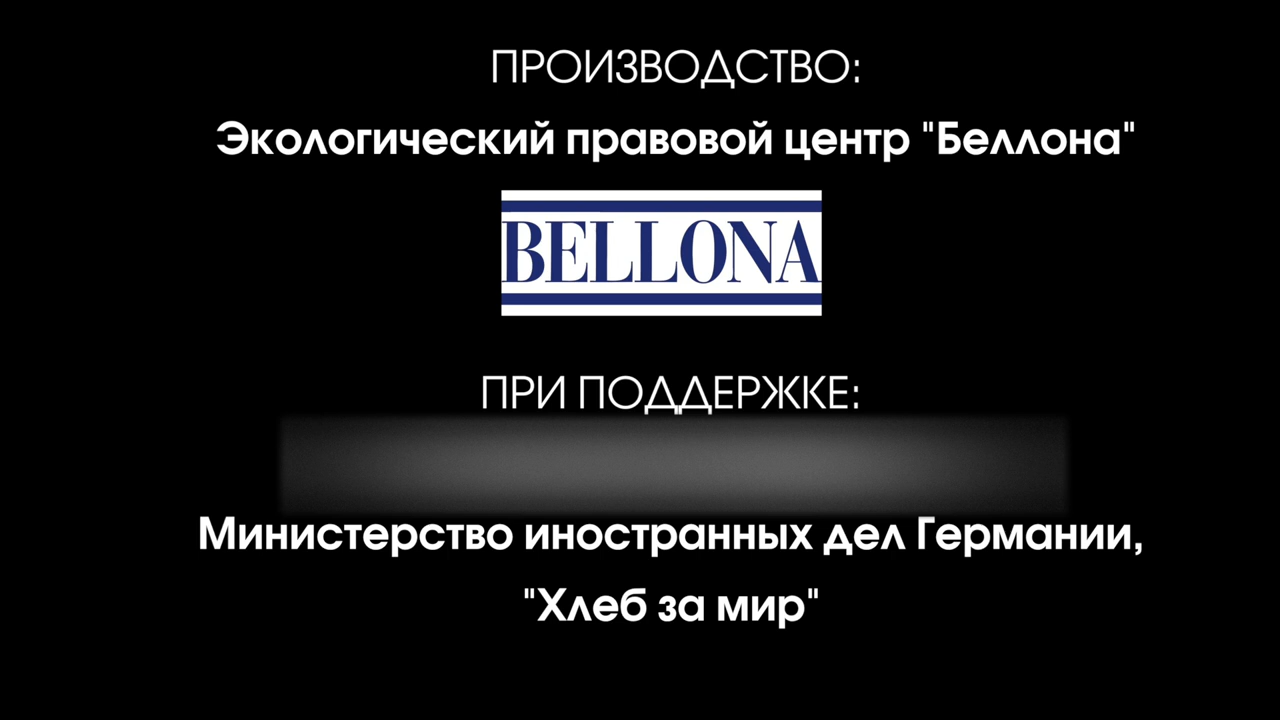 ПРОИЗВОДСТВО:
Экологический правовой центр "Беллона"
BELLONA
ПРИ ПОДДЕРЖКЕ:
Министерство иностранных дел Германии,
"Хлеб за мир"